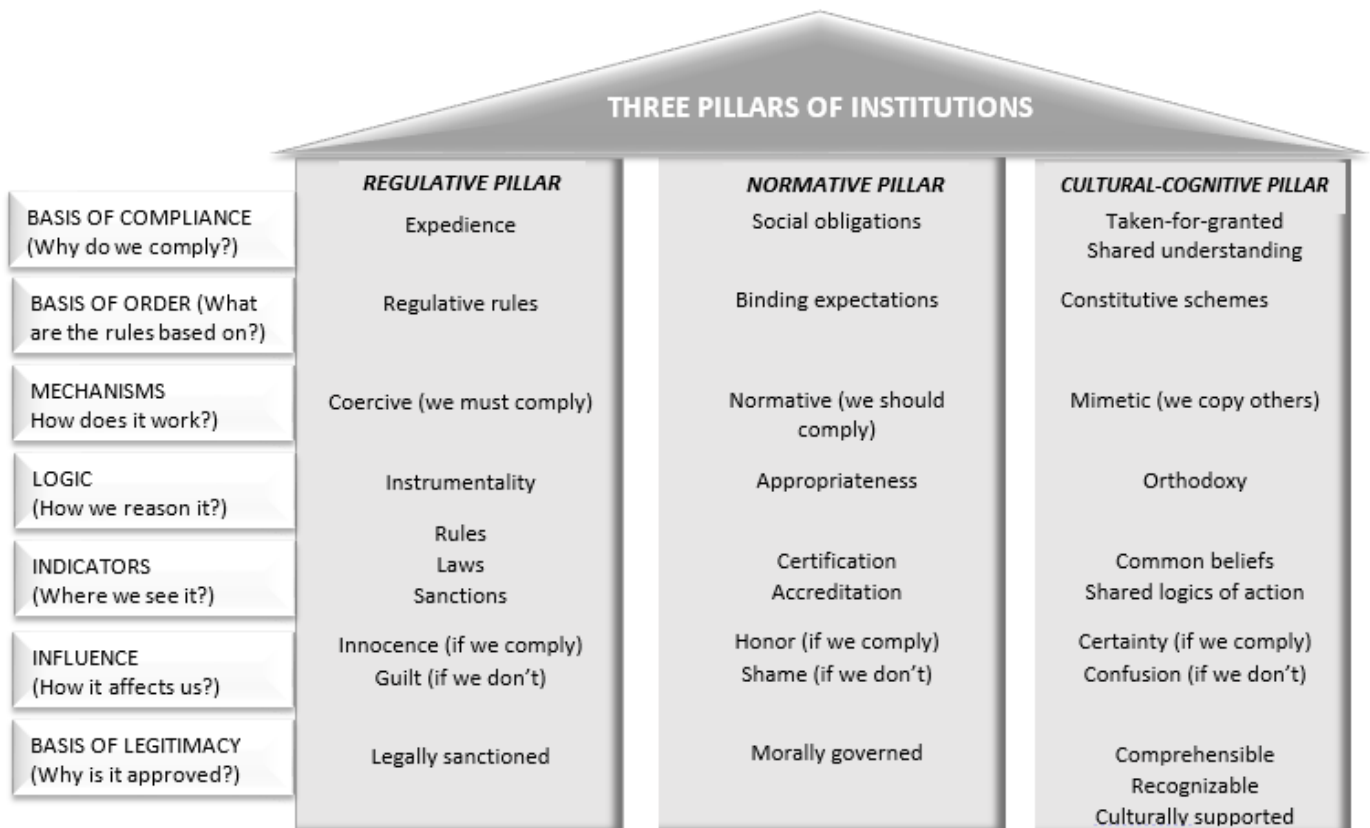 THREE PILLARS OF INSTITUTIONS
REGULATIVE PILLAR
NORMATIVE PILLAR
CULTURAL-COGNITIVE PILLAR
BASIS OF COMPLIANCE
(Why do we comply?)
Expedience
Social obligations
Taken-for-granted
Shared understanding
BASIS OF ORDER (What
are the rules based on?)
Regulative rules
Binding expectations
Constitutive schemes
MECHANISMS
How does it work?)
Coercive (we must comply)
Normative (we should
comply)
Mimetic (we copy others)
LOGIC
(How we reason it?)
Instrumentality
Appropriateness
Orthodoxy
INDICATORS
(Where we see it?)
Rules
Laws
Sanctions
Certification
Accreditation
Common beliefs
Shared logics of action
INFLUENCE
(How it affects us?)
Innocence (if we comply)
Guilt (if we don't)
Honor (if we comply)
Shame (if we don't)
Certainty (if we comply)
Confusion (if we don't)
BASIS OF LEGITIMACY
(Why is it approved?)
Legally sanctioned
Morally governed
Comprehensible
Recognizable
Culturally supported